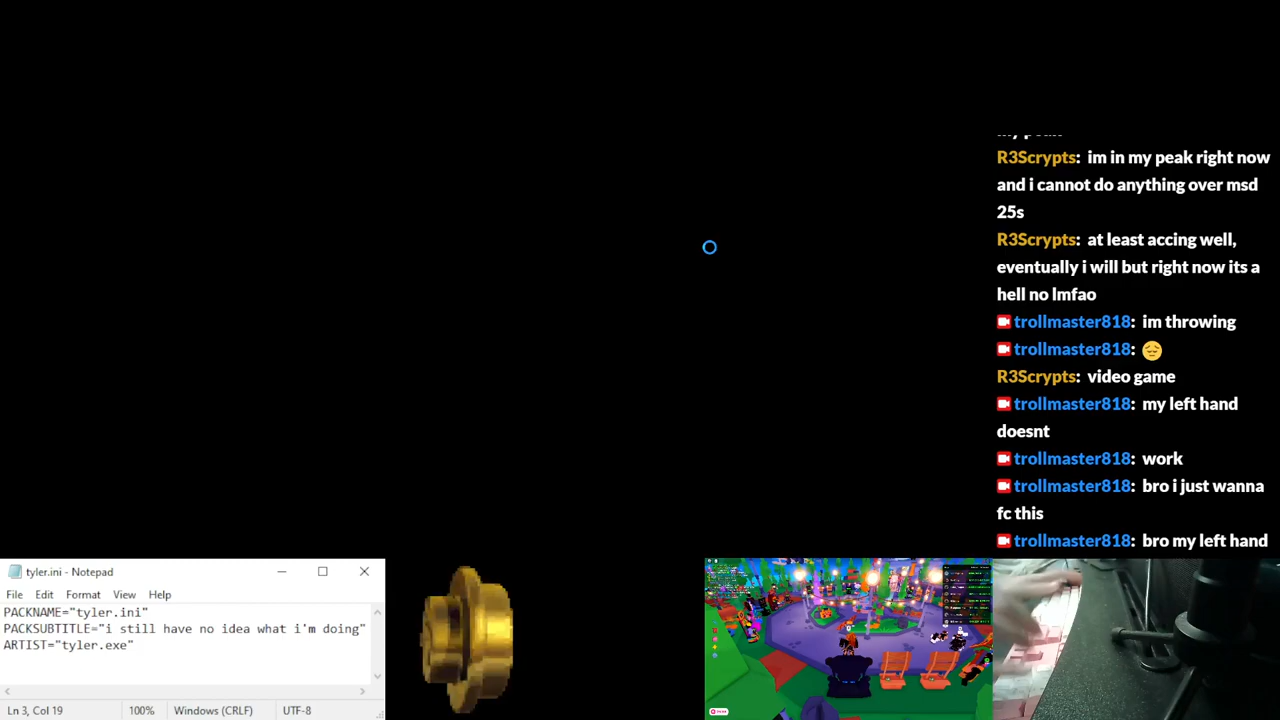 R3Scrypts: im in my peak right now
and i cannot do anything over msd
25s
R3Scrypts: at least accing well,
eventually i will but right now its a
hell no lmfao
trollmaster818: im throwing
trollmaster818: 😔
R3Scrypts: video game
trollmaster818: my left hand
doesnt
trollmaster818: work
trollmaster818: bro i just wanna
fc this
trollmaster818: bro my left hand
tyler.ini - Notepad
File Edit Format View Help
PACKNAME="tyler.ini"
PACKSUBTITLE="i still have no idea what i'm doing"
ARTIST="tyler.exe"
Ln 3, Col 19 100% Windows (CRLF) UTF-8